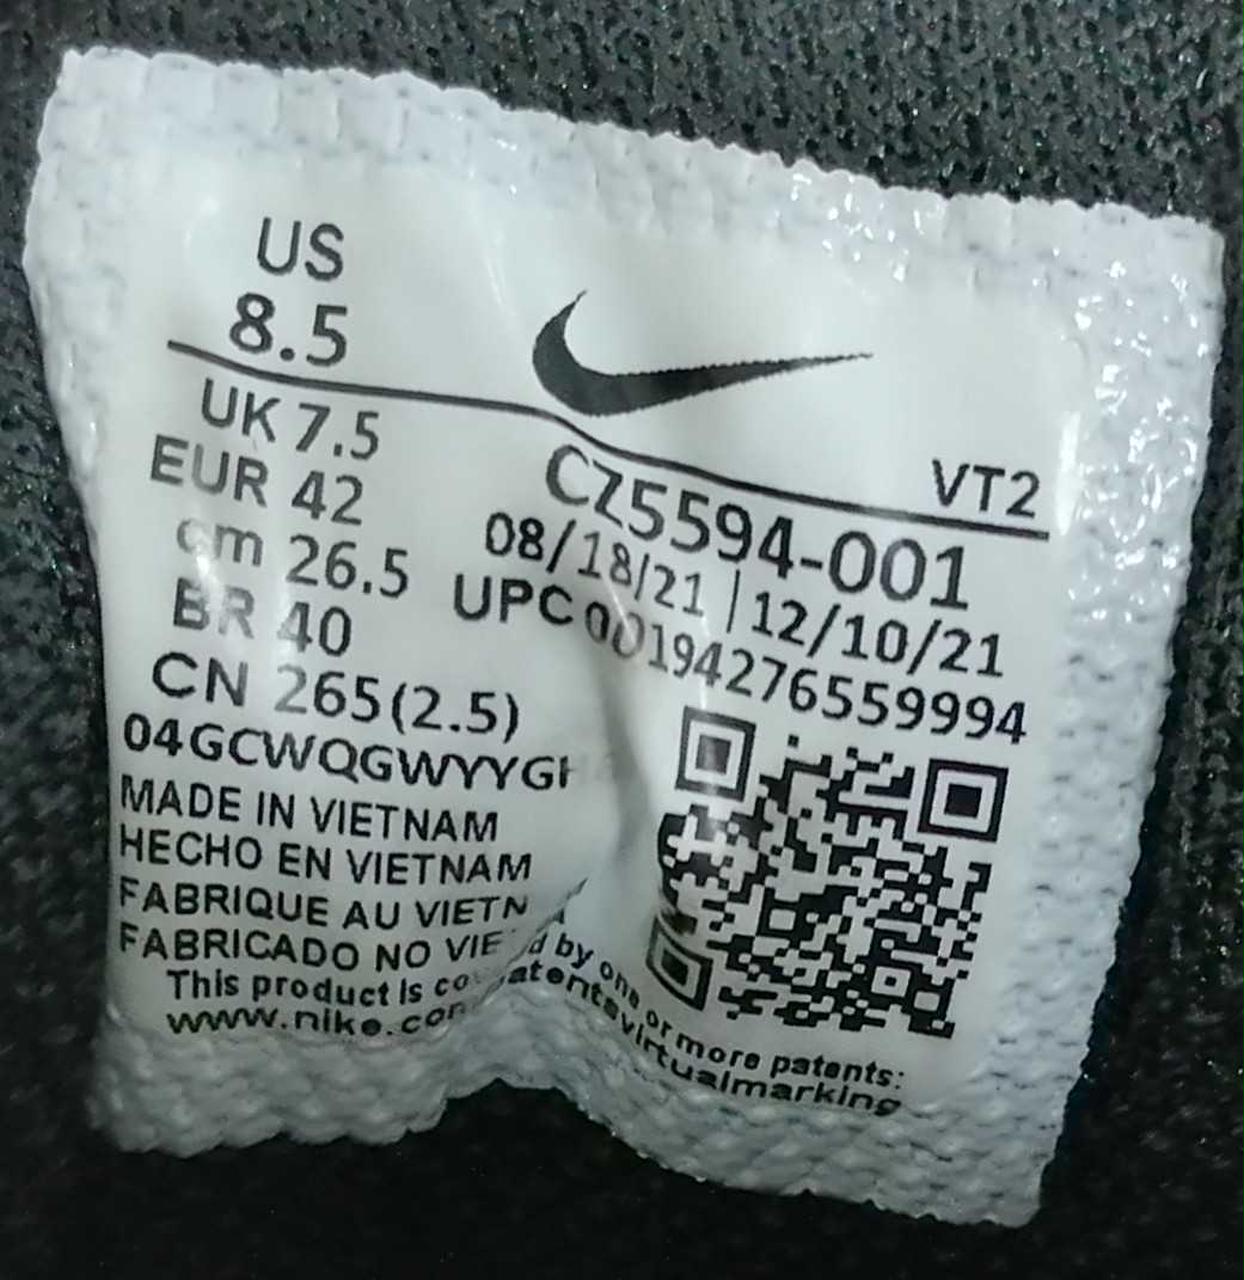 US
8.5
UK 7.5
EUR 42
cm 26.5
BR 40
CN 265(2.5)
VT2
CZ5594-001
08/18/21 | 12/10/21
UPC 00194276559994
04GCWQGWYYG
MADE IN VIETNAM
HECHO EN VIETNAM
FABRIQUE AU VIETN
FABRICADO NO VIE
This product is co d by one or more patents:
www.nike.com atentsvirtualmarking